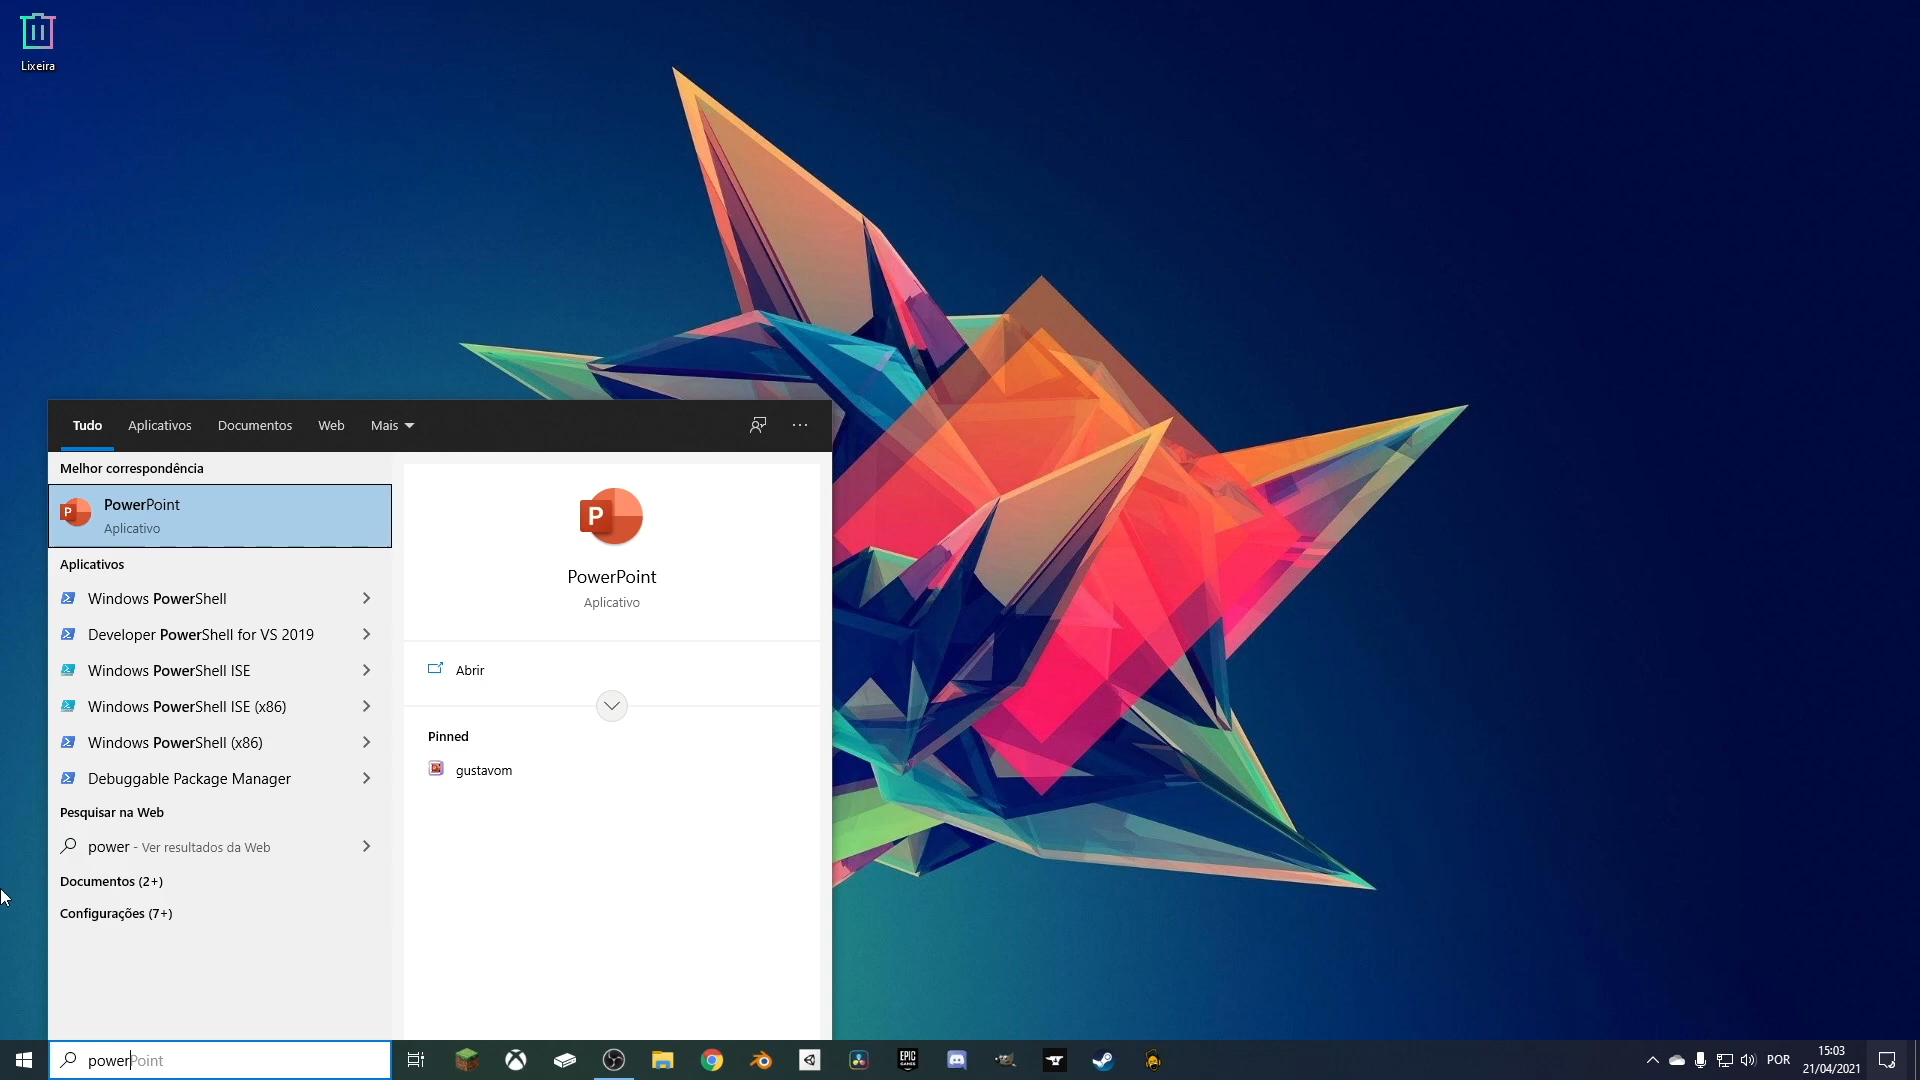 Lixeira
Tudo
Aplicativos
Documentos
Web
Mais
Melhor correspondência
PowerPoint
Aplicativo
Aplicativos
Windows PowerShell
Developer PowerShell for VS 2019
Windows PowerShell ISE
Windows PowerShell ISE (x86)
Windows PowerShell (x86)
Debuggable Package Manager
Pesquisar na Web
power - Ver resultados da Web
Documentos (2+)
Configurações (7+)
P
PowerPoint
Aplicativo
Abrir
Pinned
gustavom
powerPoint
EPIC
GAMES
POR
15:03
21/04/2021